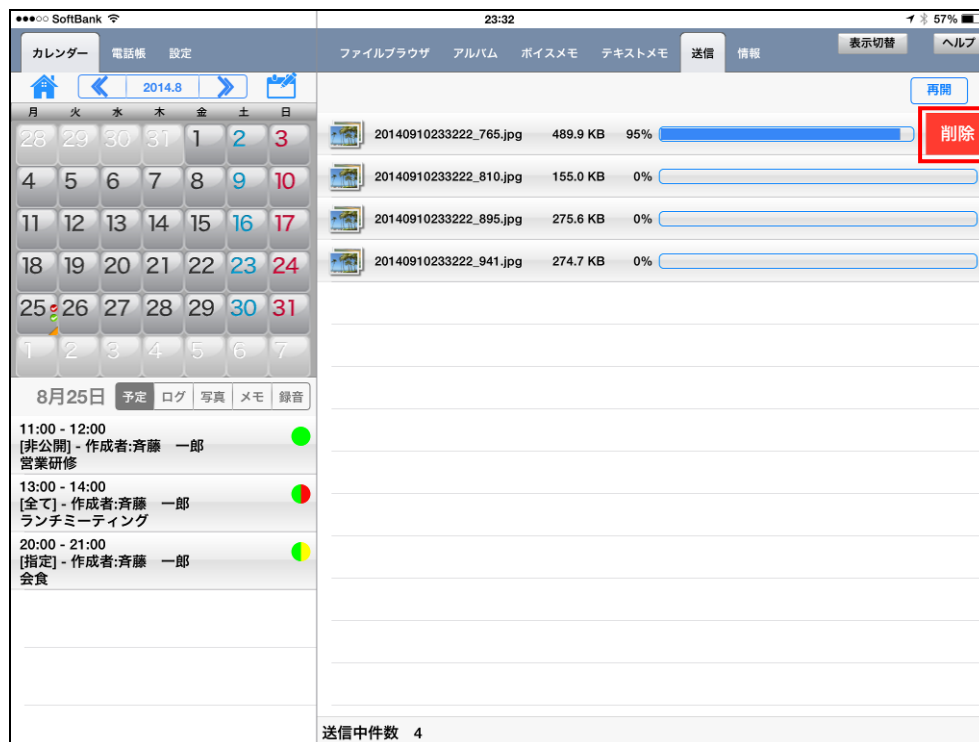 SoftBank
23:32
57%
カレンダー 電話帳 設定
ファイルブラウザ アルバム ボイスメモ テキストメモ 送信 情報
表示切替 ヘルプ
2014.8
再開
月 火 水 木 金 土 日
28 29 30 31 1 2 3
4 5 6 7 8 9 10
11 12 13 14 15 16 17
18 19 20 21 22 23 24
25 26 27 28 29 30 31
1 2 3 4 5 6 7
8月25日 予定 ログ 写真 メモ 録音
11:00 - 12:00
[非公開] - 作成者:斉藤 一郎
営業研修
13:00 - 14:00
[全て] - 作成者:斉藤 一郎
ランチミーティング
20:00 - 21:00
[指定] - 作成者:斉藤 一郎
会食
20140910233222_765.jpg 489.9 KB 95% 削除
20140910233222_810.jpg 155.0 KB 0%
20140910233222_895.jpg 275.6 KB 0%
20140910233222_941.jpg 274.7 KB 0%
送信中件数 4